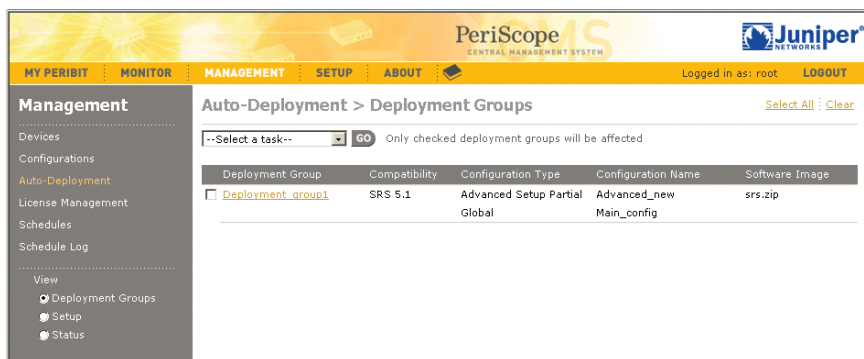 PeriScope
CENTRAL MANAGEMENT SYSTEM
CMS
Juniper
NETWORKS
MY PERIBIT MONITOR MANAGEMENT SETUP ABOUT Logged in as: root LOGOUT
Management
Devices
Configurations
Auto-Deployment
License Management
Schedules
Schedule Log
View
Deployment Groups
Setup
Status
Auto-Deployment > Deployment Groups Select All Clear
--Select a task-- GO Only checked deployment groups will be affected
Deployment Group Compatibility Configuration Type Configuration Name Software Image
Deployment_group1 SRS 5.1 Advanced Setup Partial Advanced_new srs.zip
Global Main_config